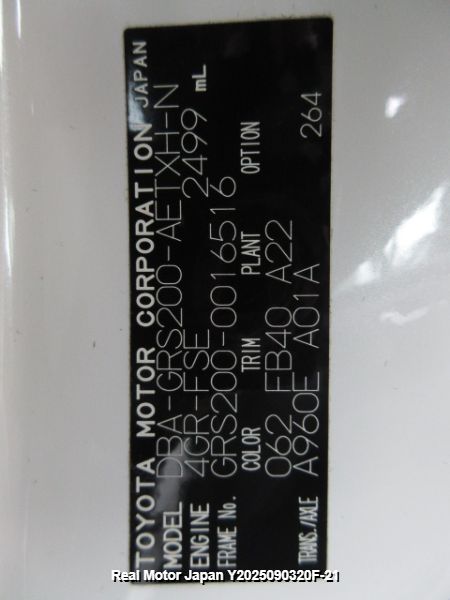 TOYOTA MOTOR CORPORATION JAPAN
MODEL DBA-GRS200-AETXH-N
ENGINE 4GR-FSE 2499 mL
FRAME No. GRS200-0016516
COLOR TRIM PLANT OPTION
062 FB40 A22
TRANS./AXLE A960E A01A 264
Real Motor Japan Y2025090320F-21